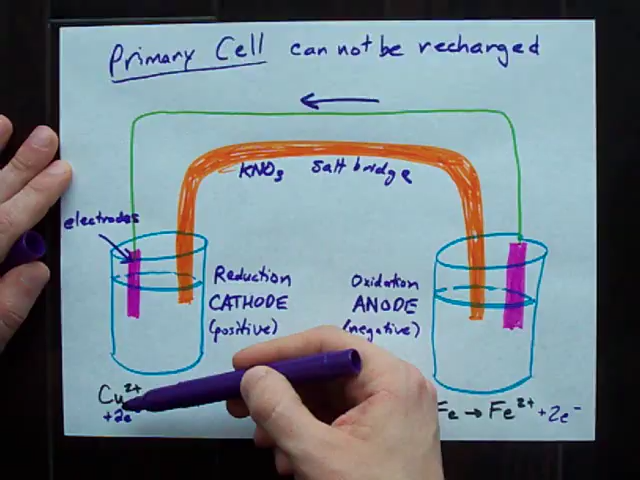 Primary Cell can not be recharged
KNO3 Salt bridge
electrodes
Reduction
CATHODE
(positive)
Oxidation
ANODE
(negative)
Cu2+
+2e
Fe → Fe2+ +2e-